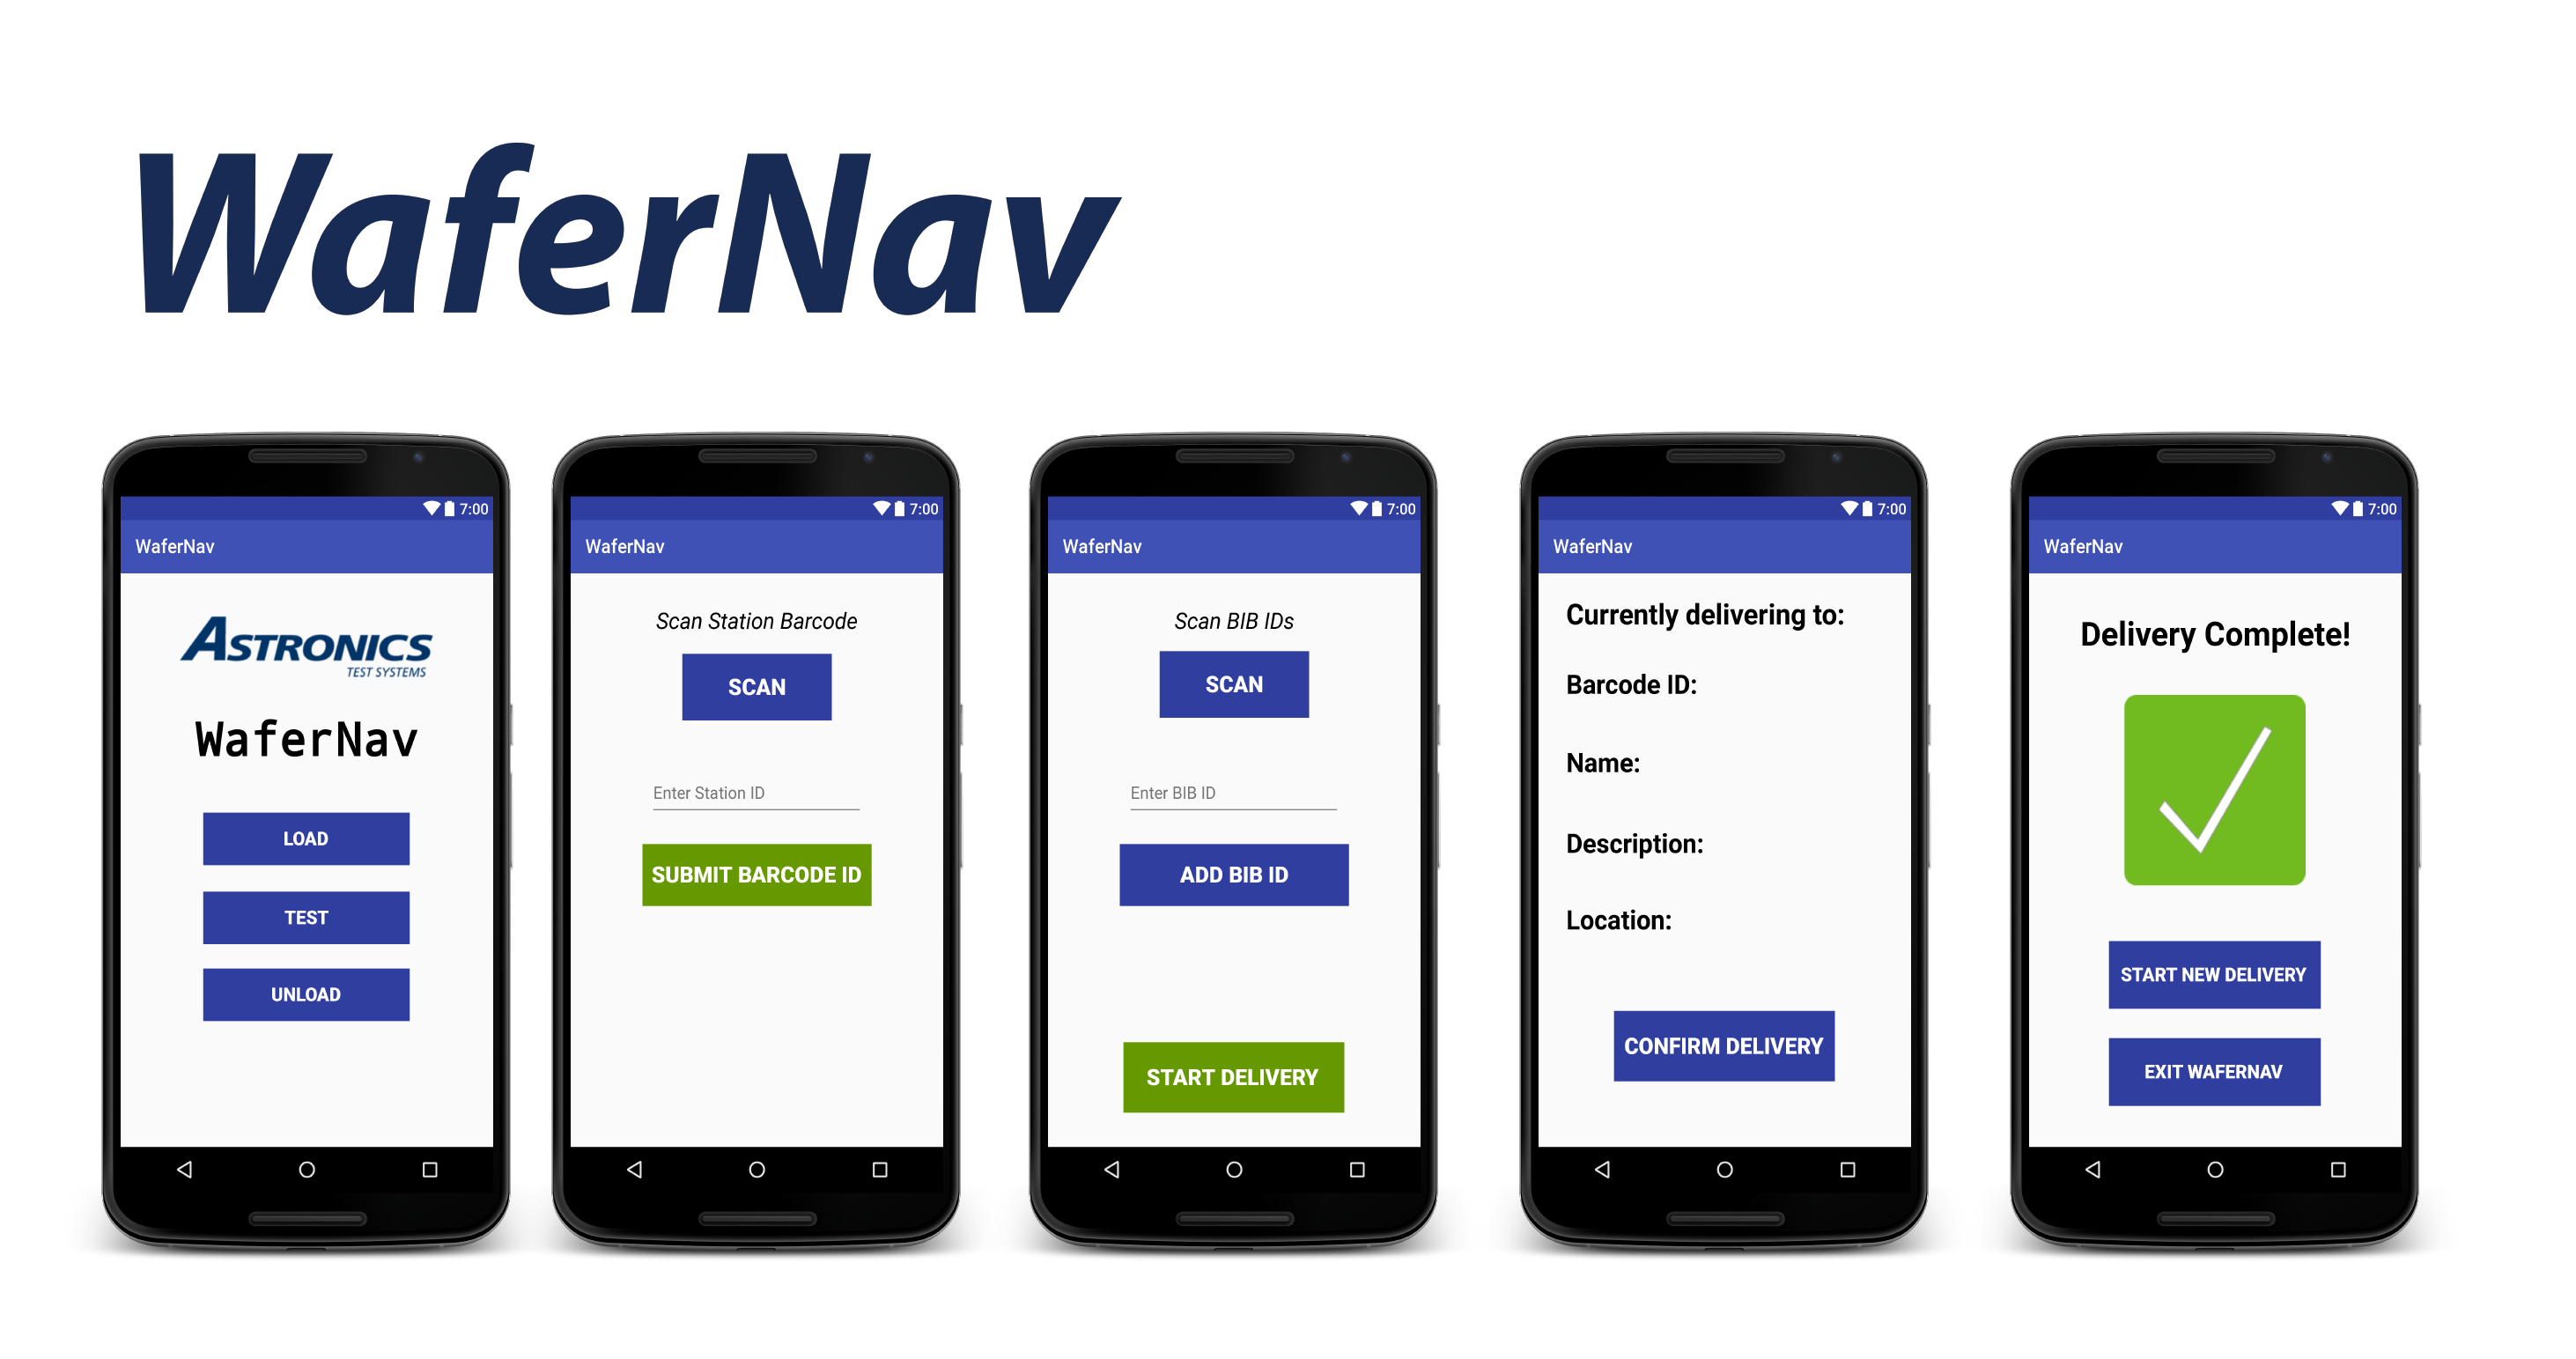 WaferNav
7:00
WaferNav
ASTRONICS
TEST SYSTEMS
WaferNav
LOAD
TEST
UNLOAD
7:00
WaferNav
Scan Station Barcode
SCAN
Enter Station ID
SUBMIT BARCODE ID
7:00
WaferNav
Scan BIB IDs
SCAN
Enter BIB ID
ADD BIB ID
START DELIVERY
7:00
WaferNav
Currently delivering to:
Barcode ID:
Name:
Description:
Location:
CONFIRM DELIVERY
7:00
WaferNav
Delivery Complete!
START NEW DELIVERY
EXIT WAFERNAV